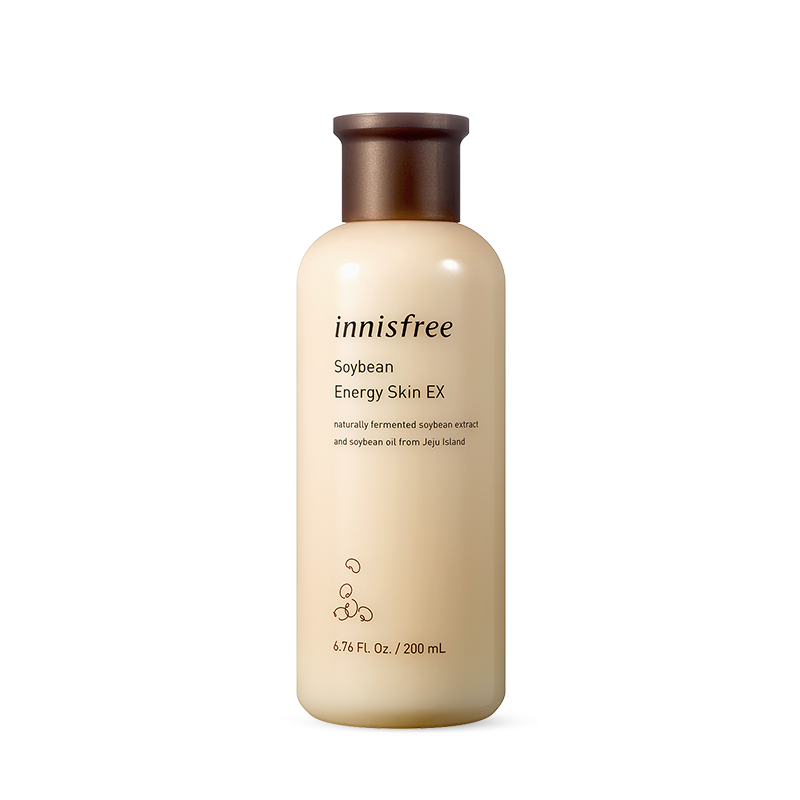 innisfree
Soybean
Energy Skin EX
naturally fermented soybean extract
and soybean oil from Jeju Island
6.76 Fl. Oz. / 200 mL